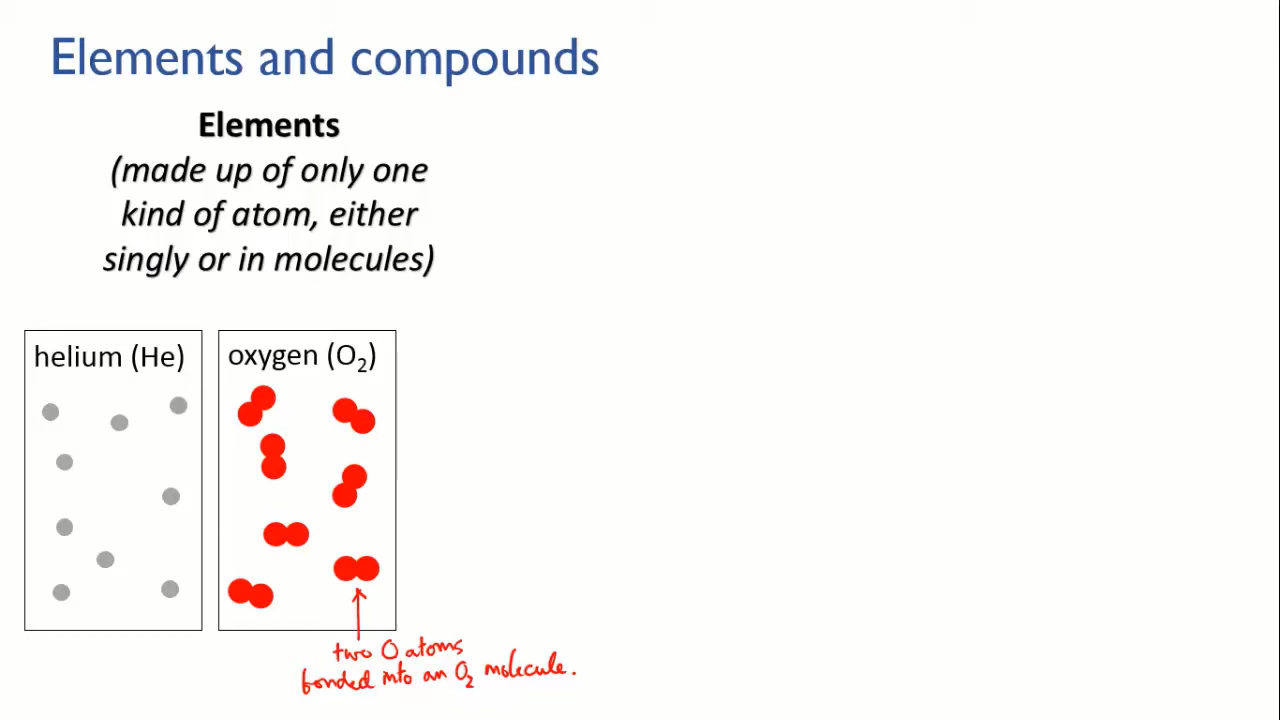 Elements and compounds
Elements
(made up of only one
kind of atom, either
singly or in molecules)
helium (He)
oxygen (O₂)
two O atoms
bonded into an O₂ molecule.